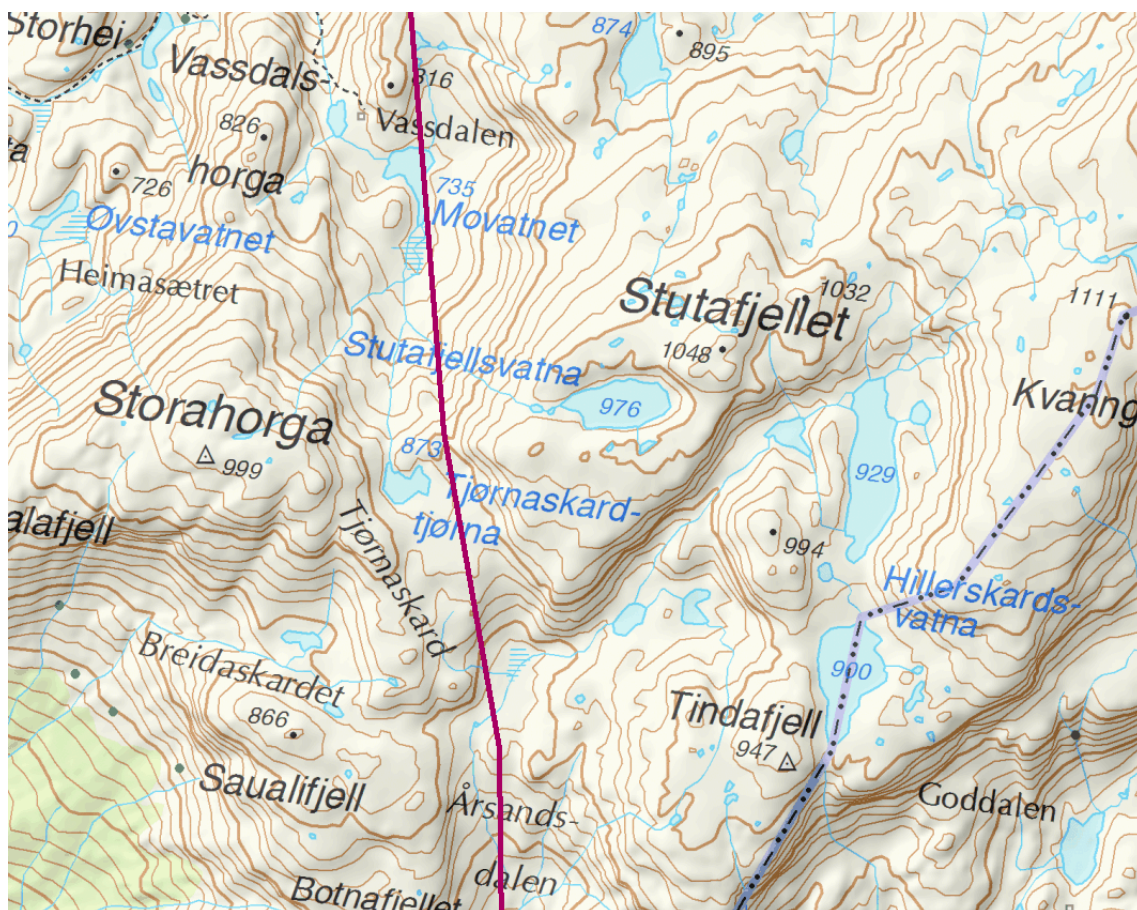 Storhei
874
895
Vassdals-
816
826
Vassdalen
horga
726
735
Øvstavatnet
Movatnet
Heimasætret
1032
1111
Stutafjellet
1048
Stutafjellsvatna
976
Storahorga
999
873
929
Tjørnaskard-
tjørna
alafjell
Tjørnaskard
994
Hillerskards-
vatna
Breidaskardet
900
866
Tindafjell
947
Saualifjell
Årsands-
dalen
Goddalen
Botnafjellet